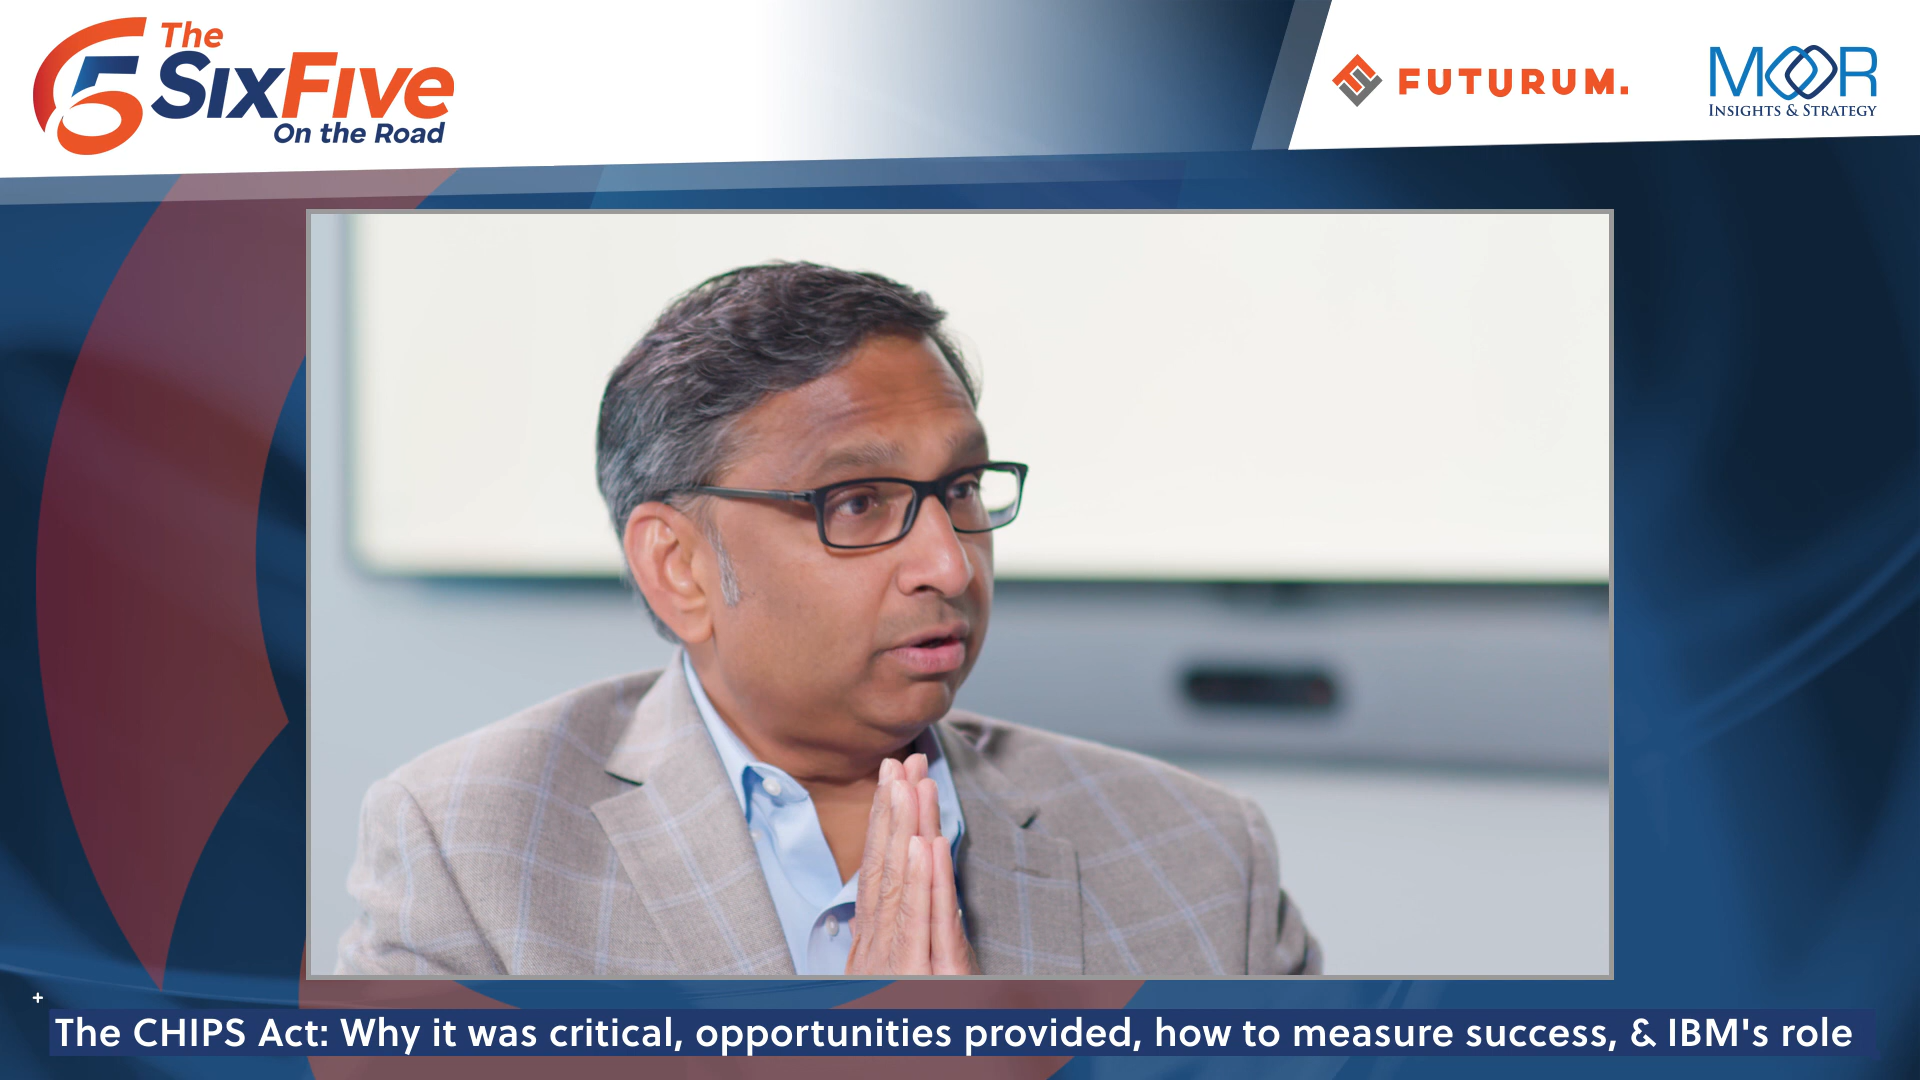 The
SixFive
On the Road
FUTURUM.
MOOR
INSIGHTS & STRATEGY
The CHIPS Act: Why it was critical, opportunities provided, how to measure success, & IBM's role